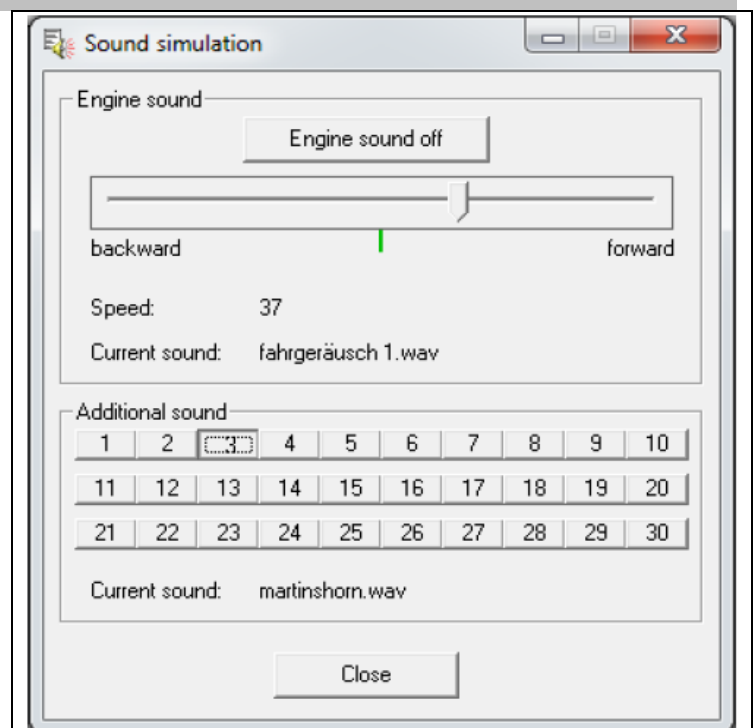 Sound simulation
Engine sound
Engine sound off
backward forward
Speed: 37
Current sound: fahrgeräusch 1.wav
Additional sound
1 2 3 4 5 6 7 8 9 10
11 12 13 14 15 16 17 18 19 20
21 22 23 24 25 26 27 28 29 30
Current sound: martinshorn.wav
Close